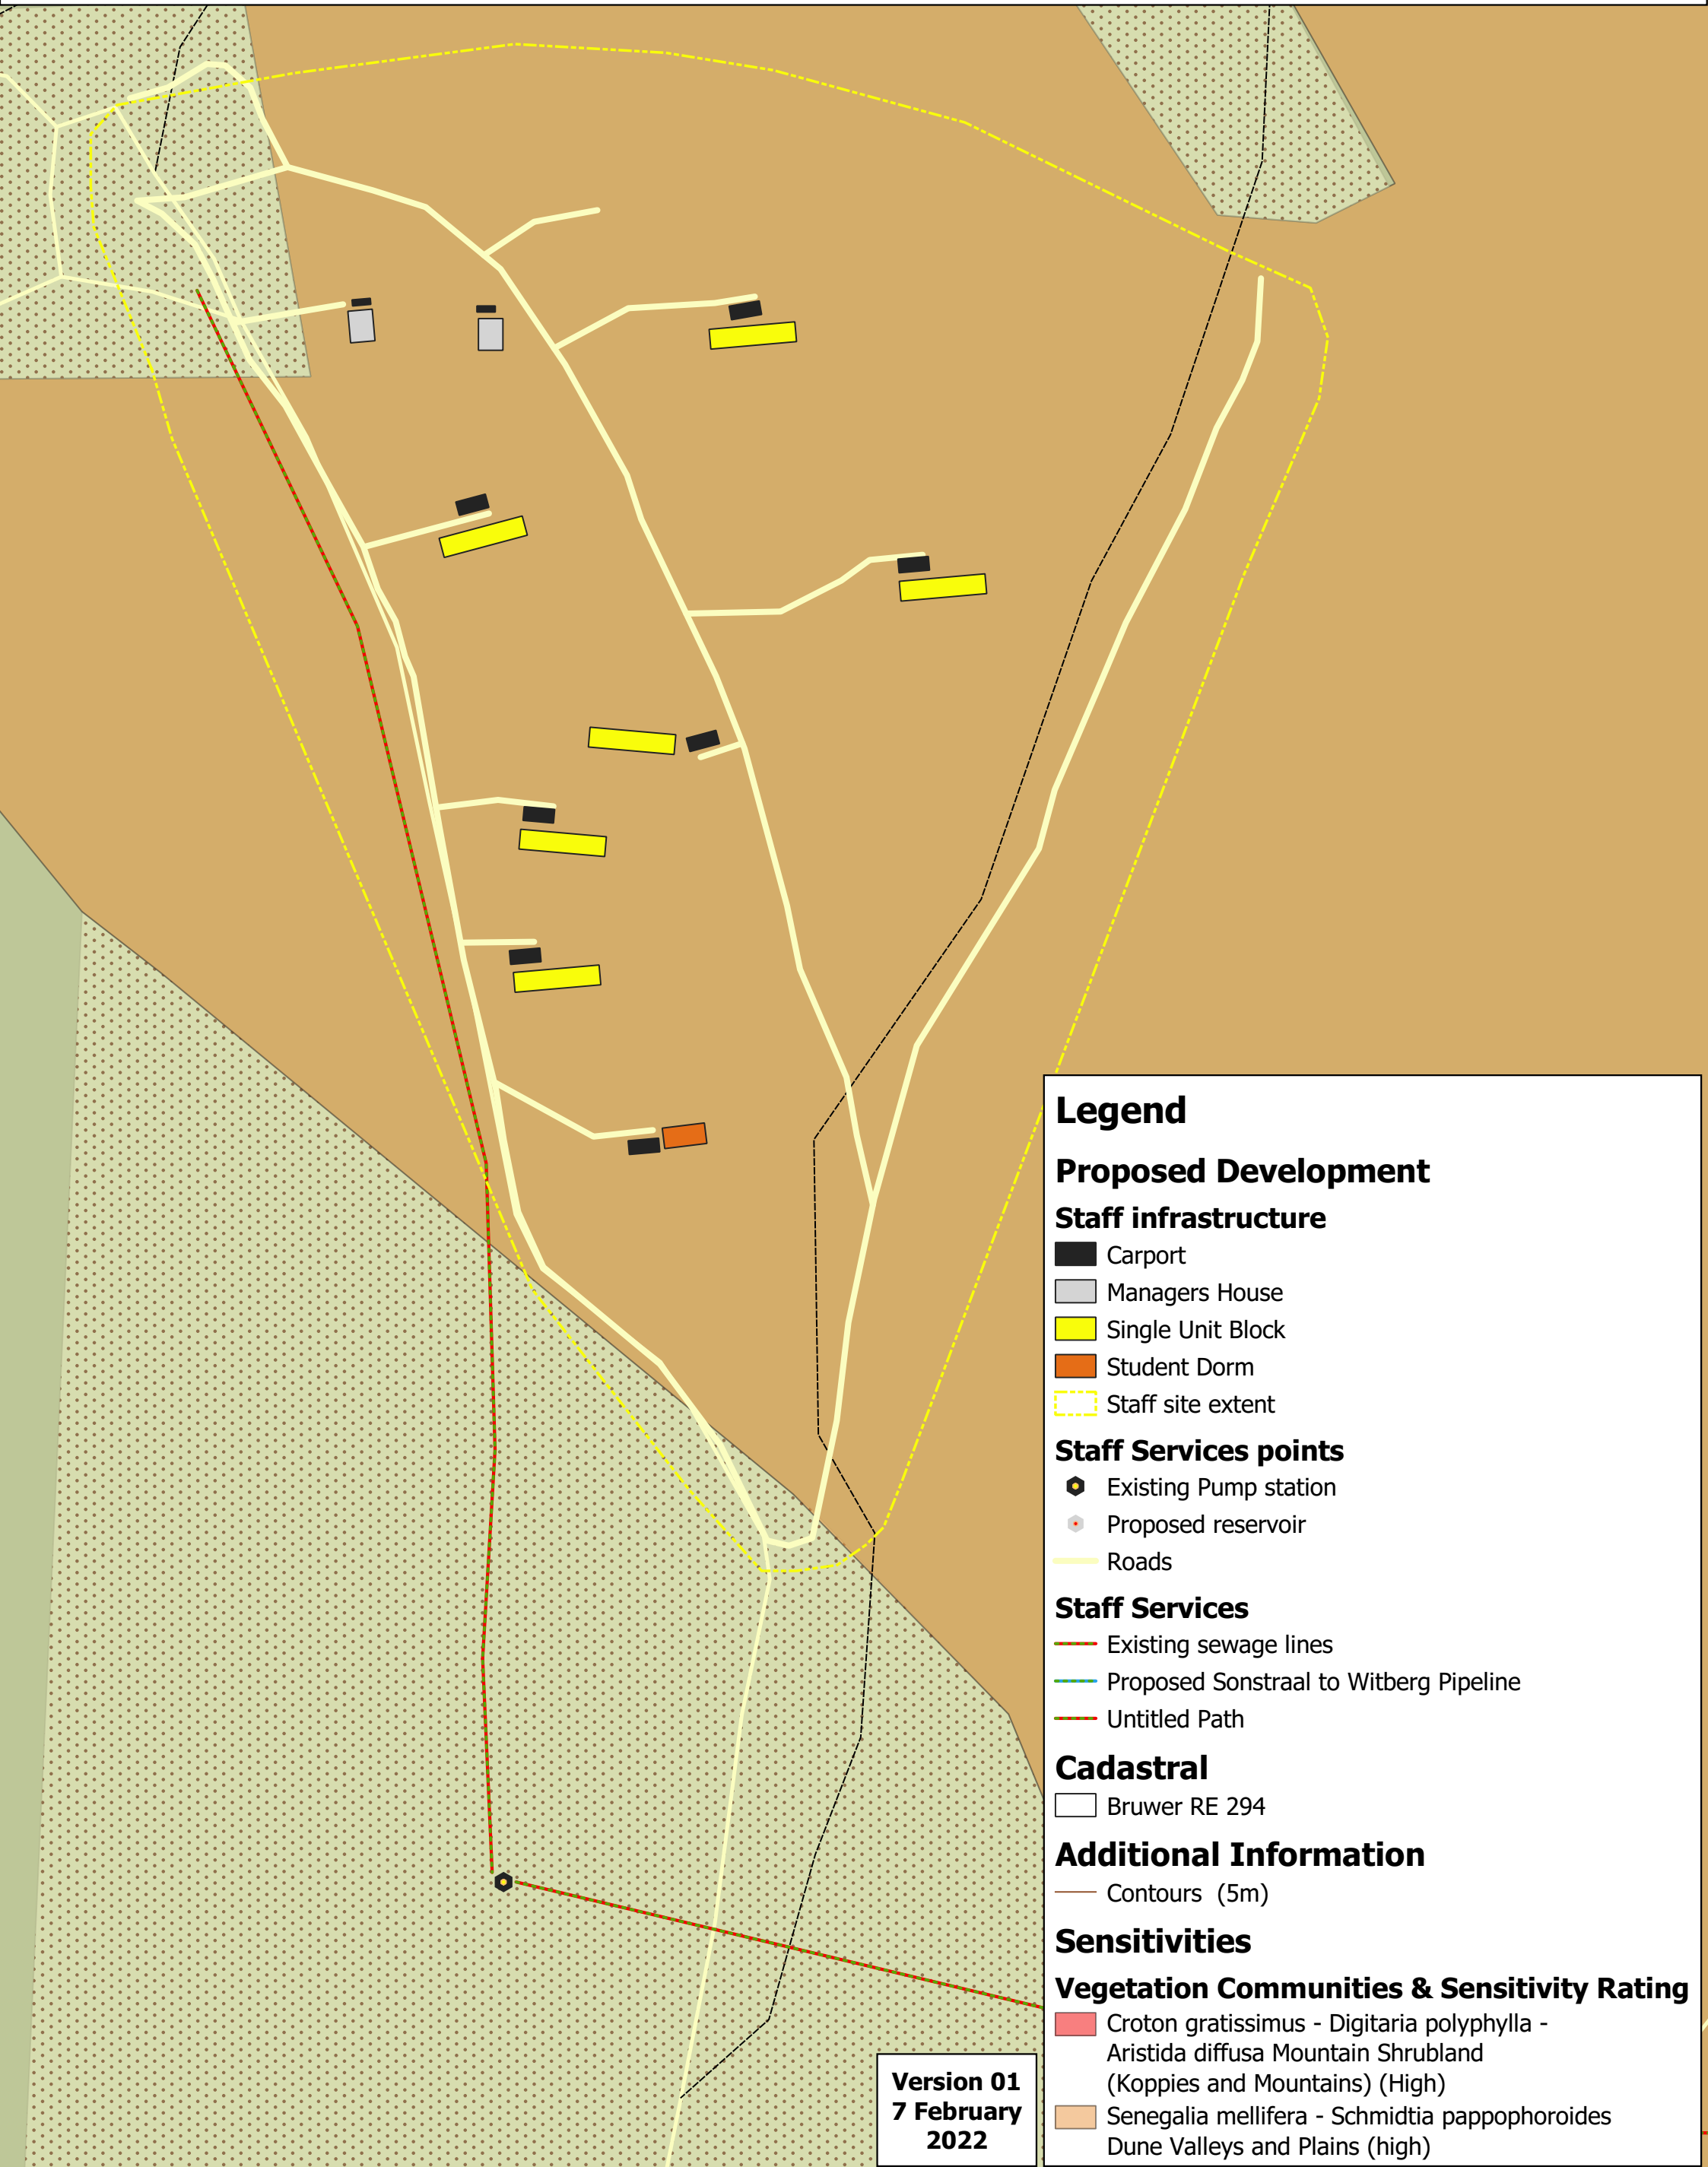 Legend
Proposed Development
Staff infrastructure
Carport
Managers House
Single Unit Block
Student Dorm
Staff site extent
Staff Services points
Existing Pump station
Proposed reservoir
Roads
Staff Services
Existing sewage lines
Proposed Sonstraal to Witberg Pipeline
Untitled Path
Cadastral
Bruwer RE 294
Additional Information
Contours (5m)
Sensitivities
Vegetation Communities & Sensitivity Rating
Croton gratissimus - Digitaria polyphylla -
Aristida diffusa Mountain Shrubland
(Koppies and Mountains) (High)
Senegalia mellifera - Schmidtia pappophoroides
Dune Valleys and Plains (high)
Version 01
7 February
2022